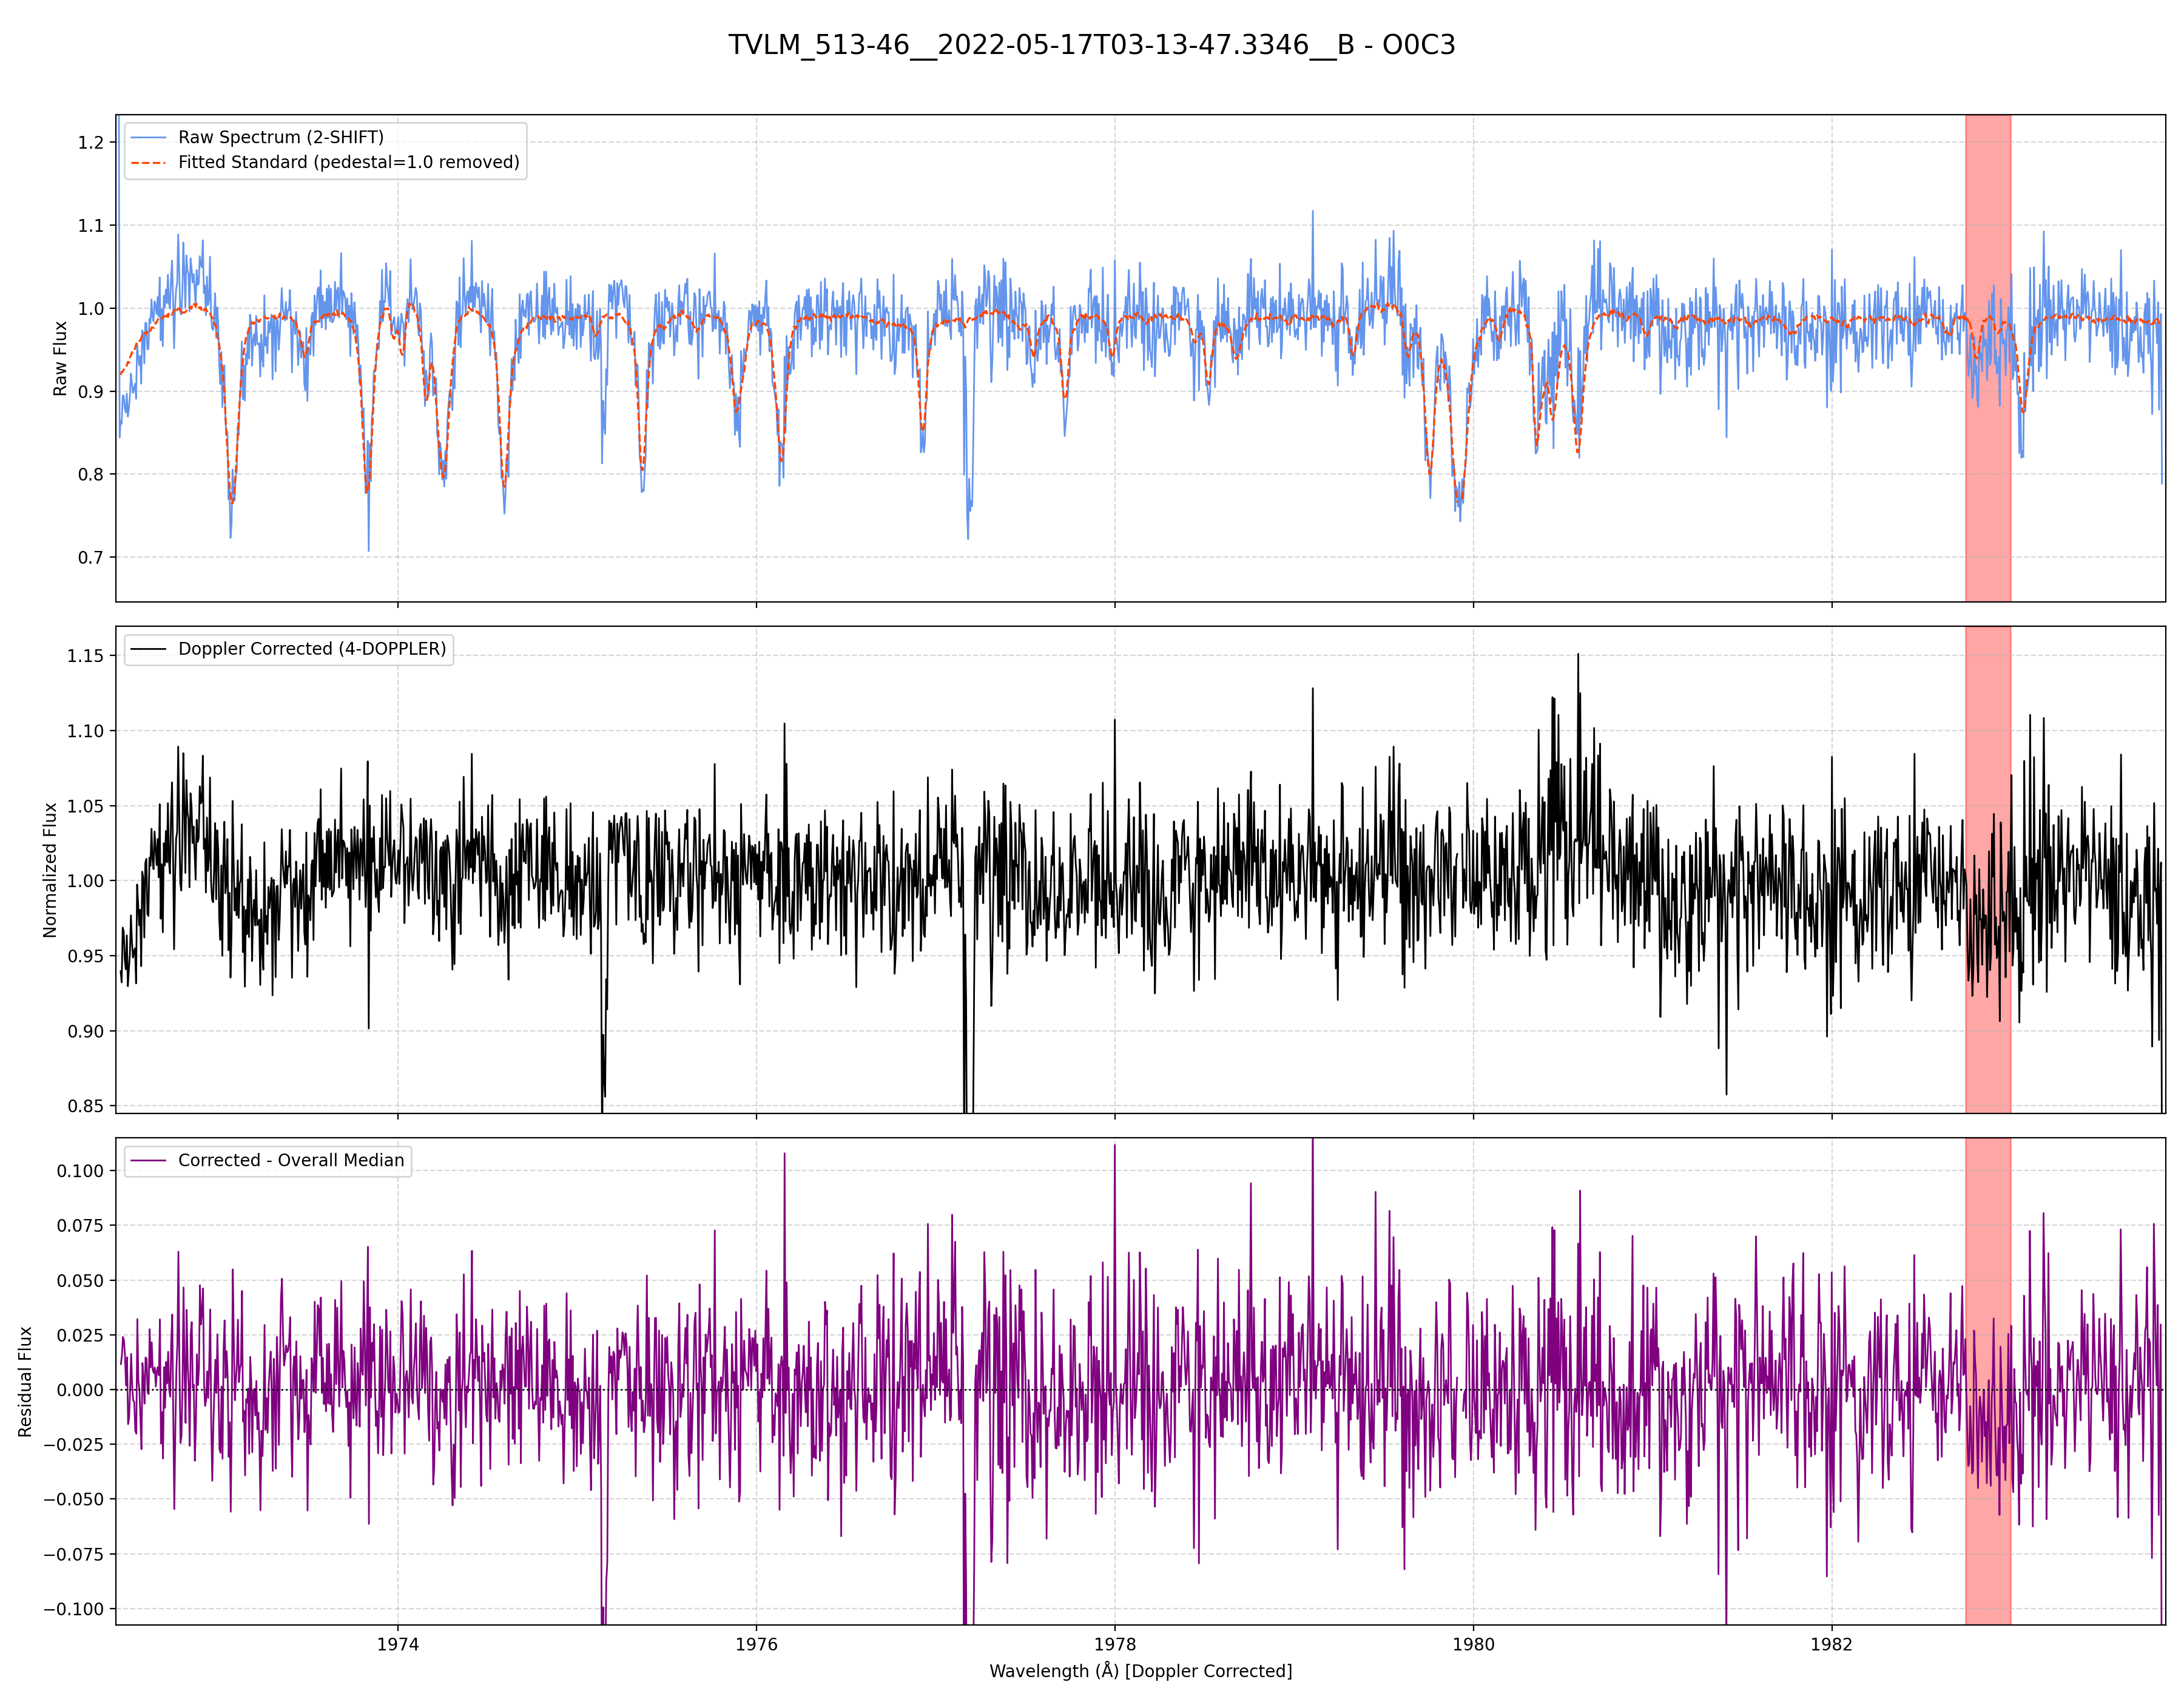 TVLM_513-46__2022-05-17T03-13-47.3346__B - O0C3
Raw Spectrum (2-SHIFT)
Fitted Standard (pedestal=1.0 removed)
1.2
1.1
1.0
0.9
0.8
0.7
Raw Flux
Doppler Corrected (4-DOPPLER)
1.15
1.10
1.05
1.00
0.95
0.90
0.85
Normalized Flux
Corrected - Overall Median
0.100
0.075
0.050
0.025
0.000
−0.025
−0.050
−0.075
−0.100
Residual Flux
1974 1976 1978 1980 1982
Wavelength (Å) [Doppler Corrected]